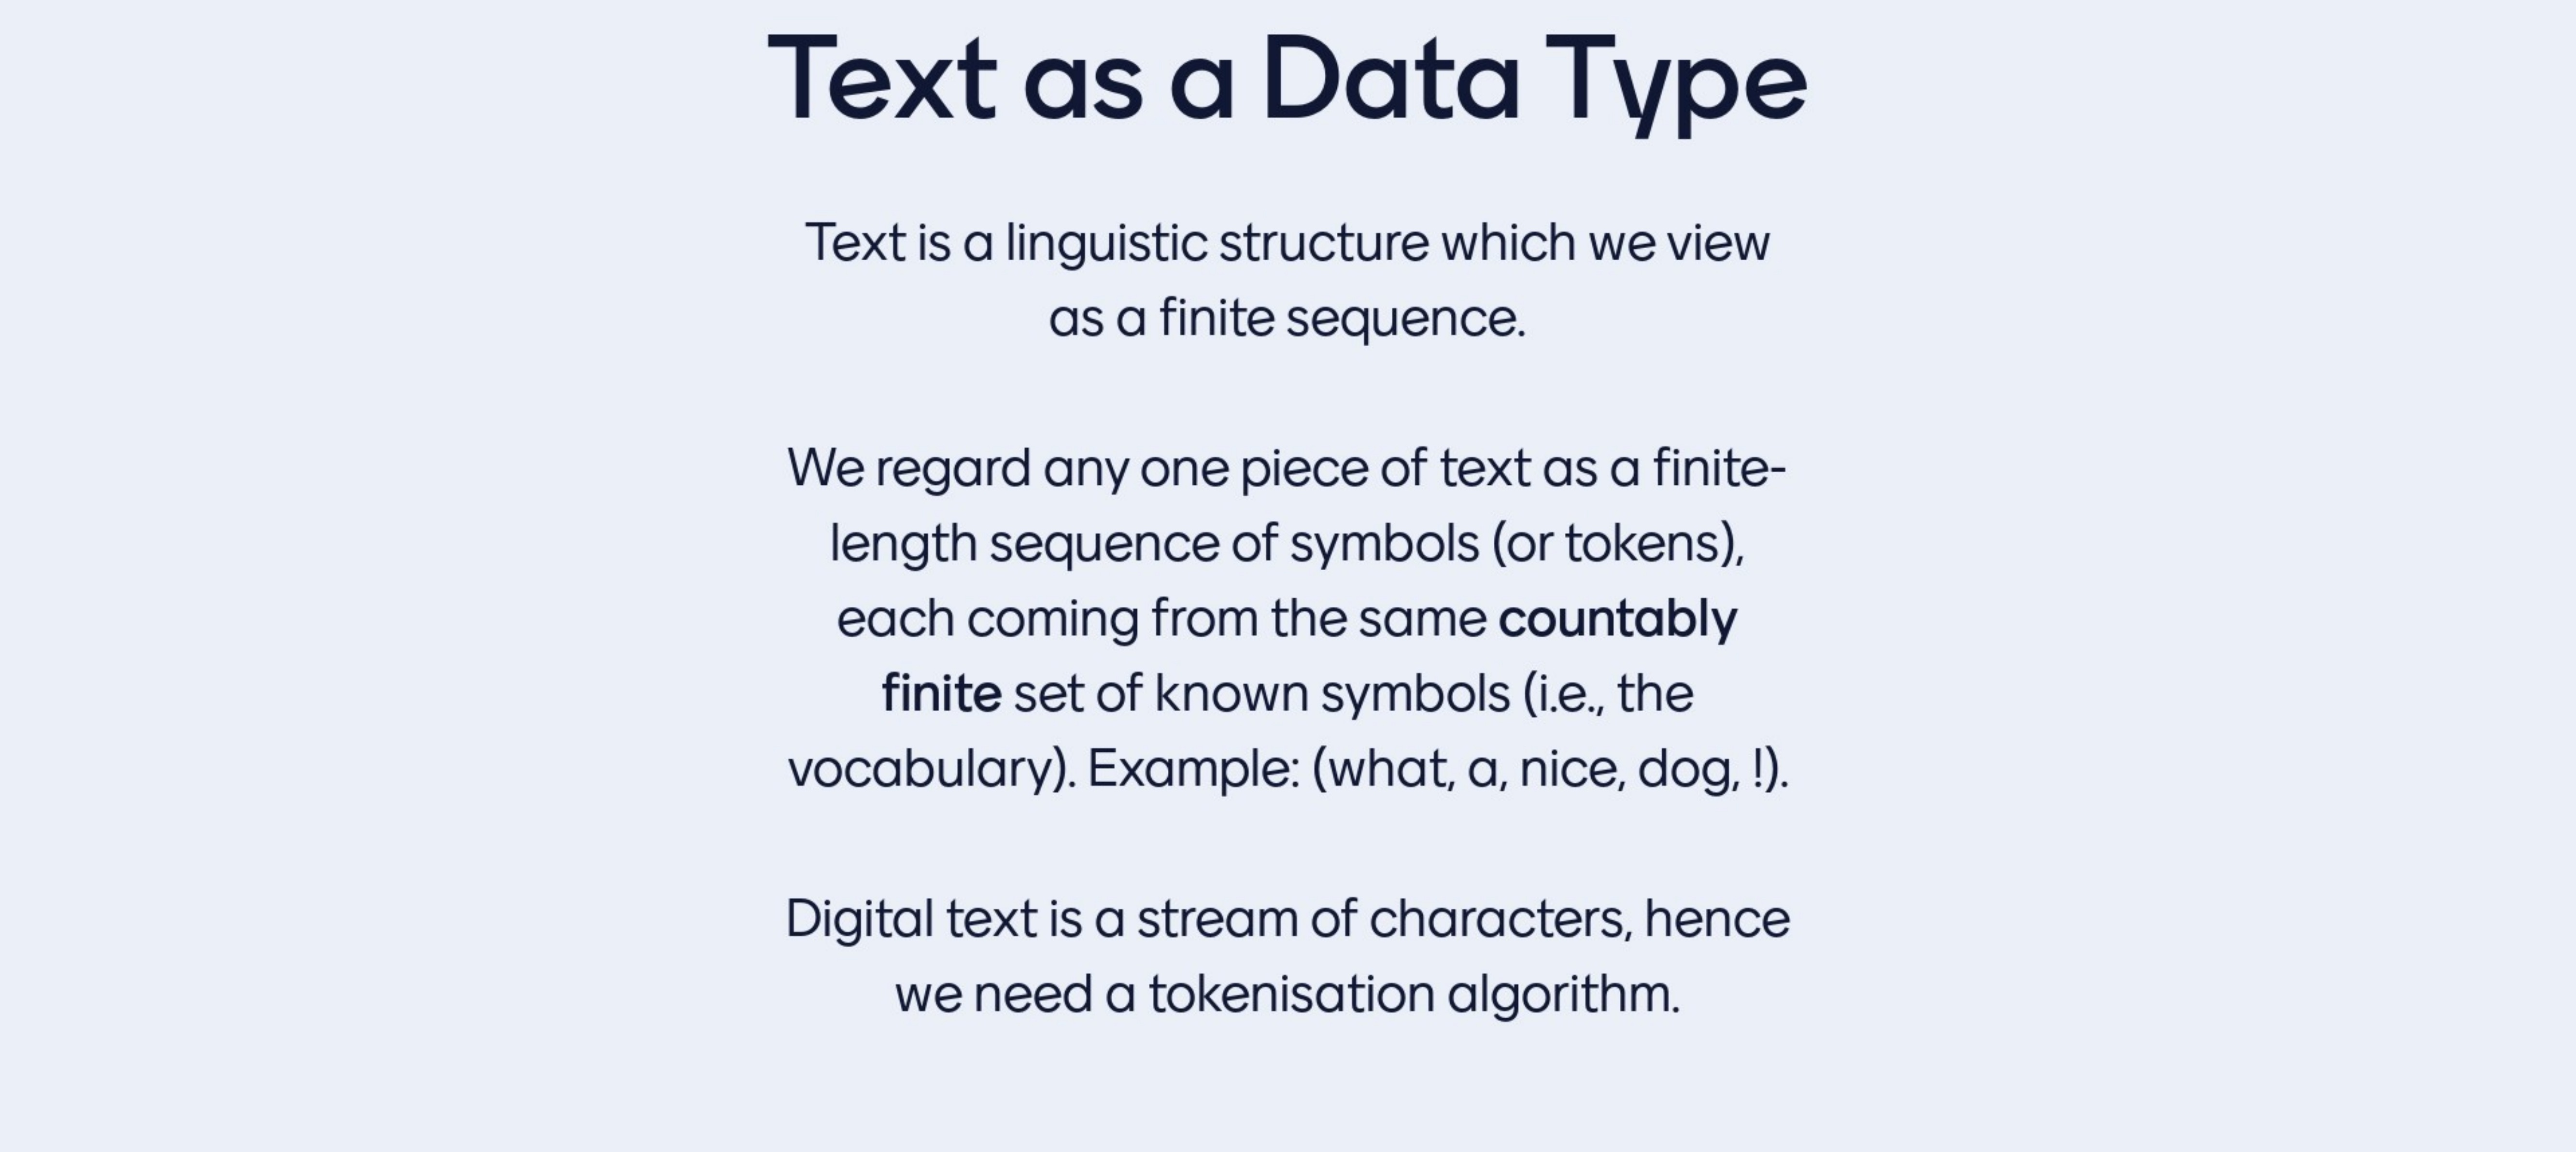 Text as a Data Type
Text is a linguistic structure which we view
as a finite sequence.
We regard any one piece of text as a finite-
length sequence of symbols (or tokens),
each coming from the same countably
finite set of known symbols (i.e., the
vocabulary). Example: (what, a, nice, dog, !).
Digital text is a stream of characters, hence
we need a tokenisation algorithm.